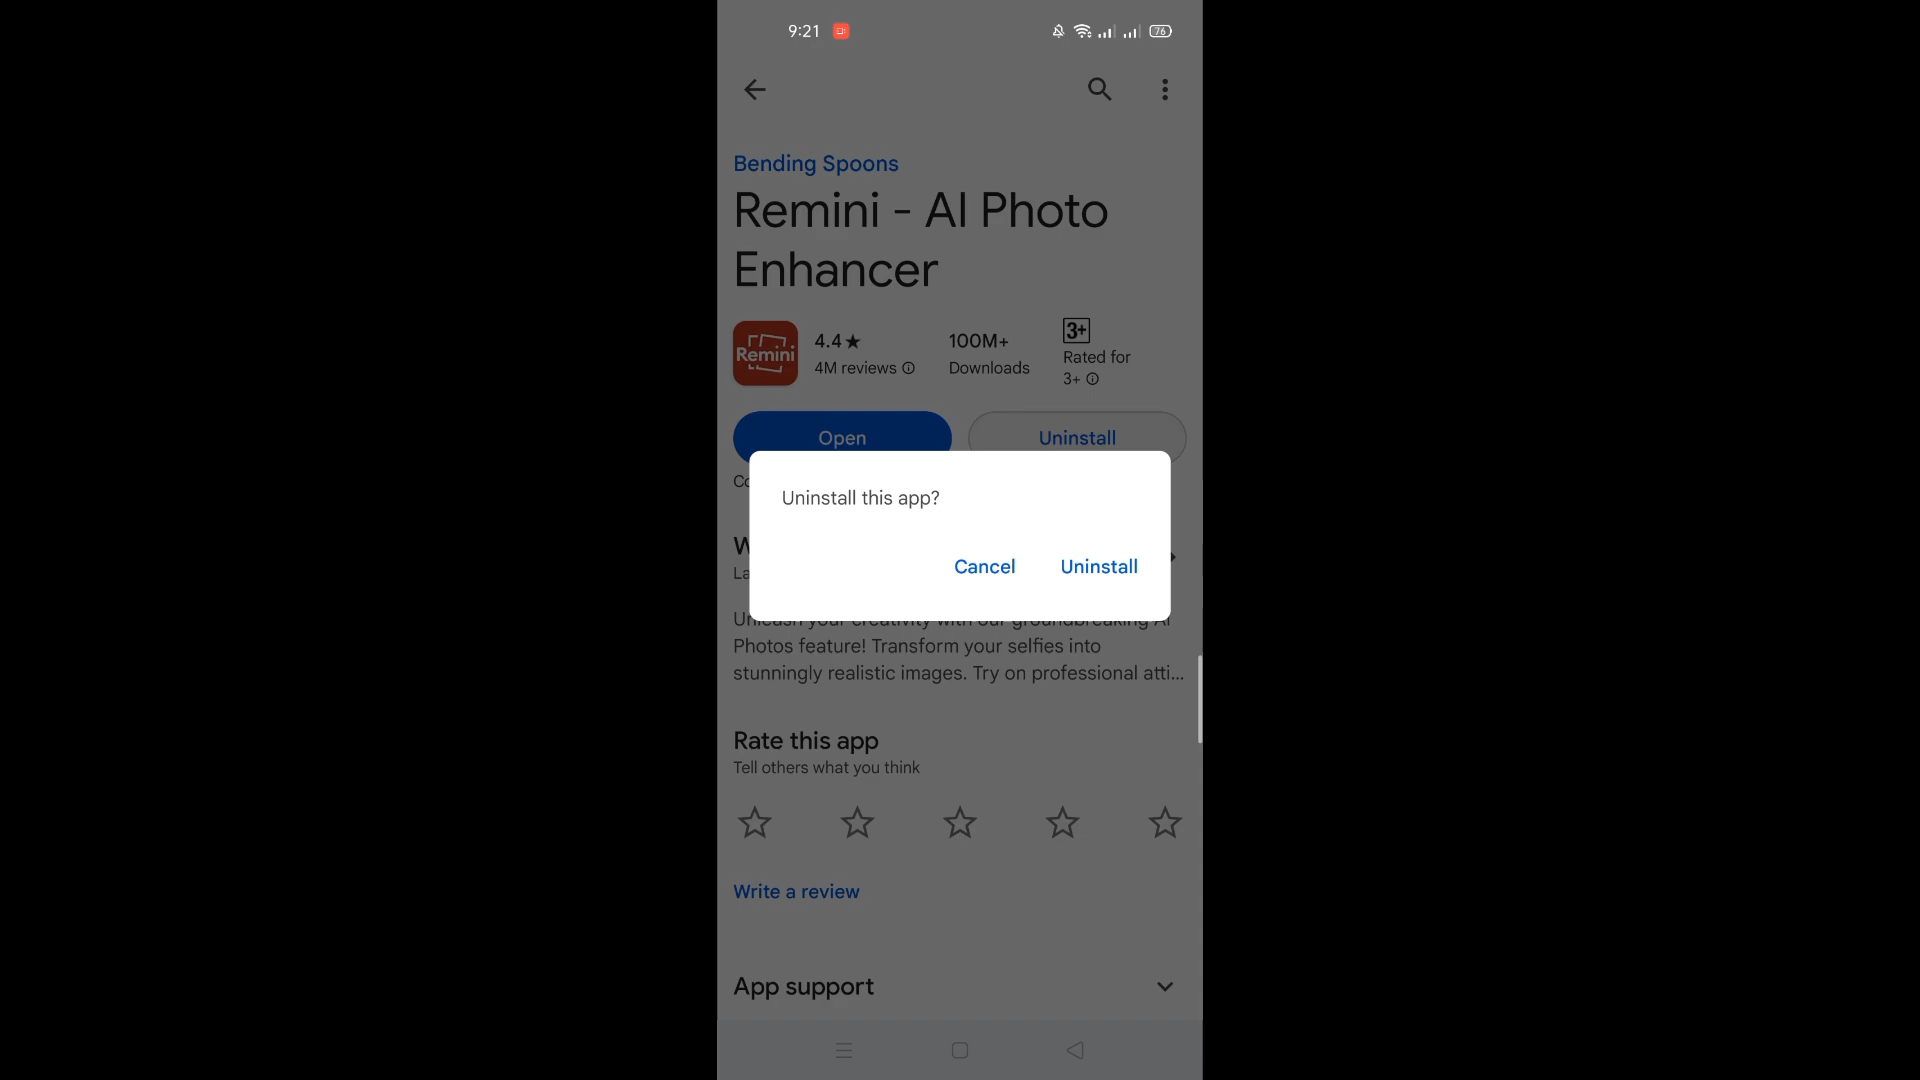 9:21
76
Bending Spoons
Remini - AI Photo
Enhancer
Remini
4.4★
4M reviews
100M+
Downloads
3+
Rated for
3+
Open
Uninstall
Uninstall this app?
Cancel
Uninstall
Unleash your creativity with our groundbreaking AI
Photos feature! Transform your selfies into
stunningly realistic images. Try on professional atti...
Rate this app
Tell others what you think
Write a review
App support